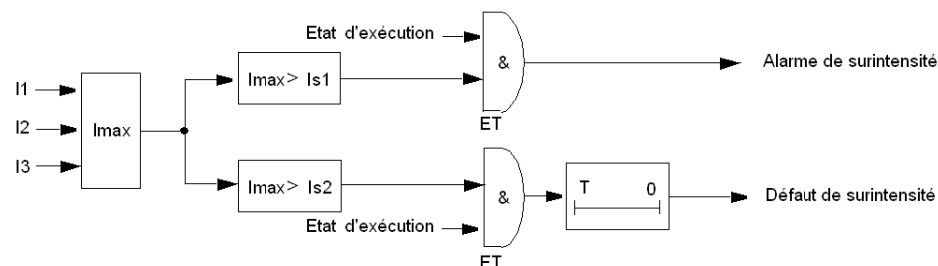 Etat d'exécution
&
Alarme de surintensité
Imax > Is1
ET
I1
I2
I3
Imax
Imax > Is2
&
T 0
Défaut de surintensité
Etat d'exécution
ET